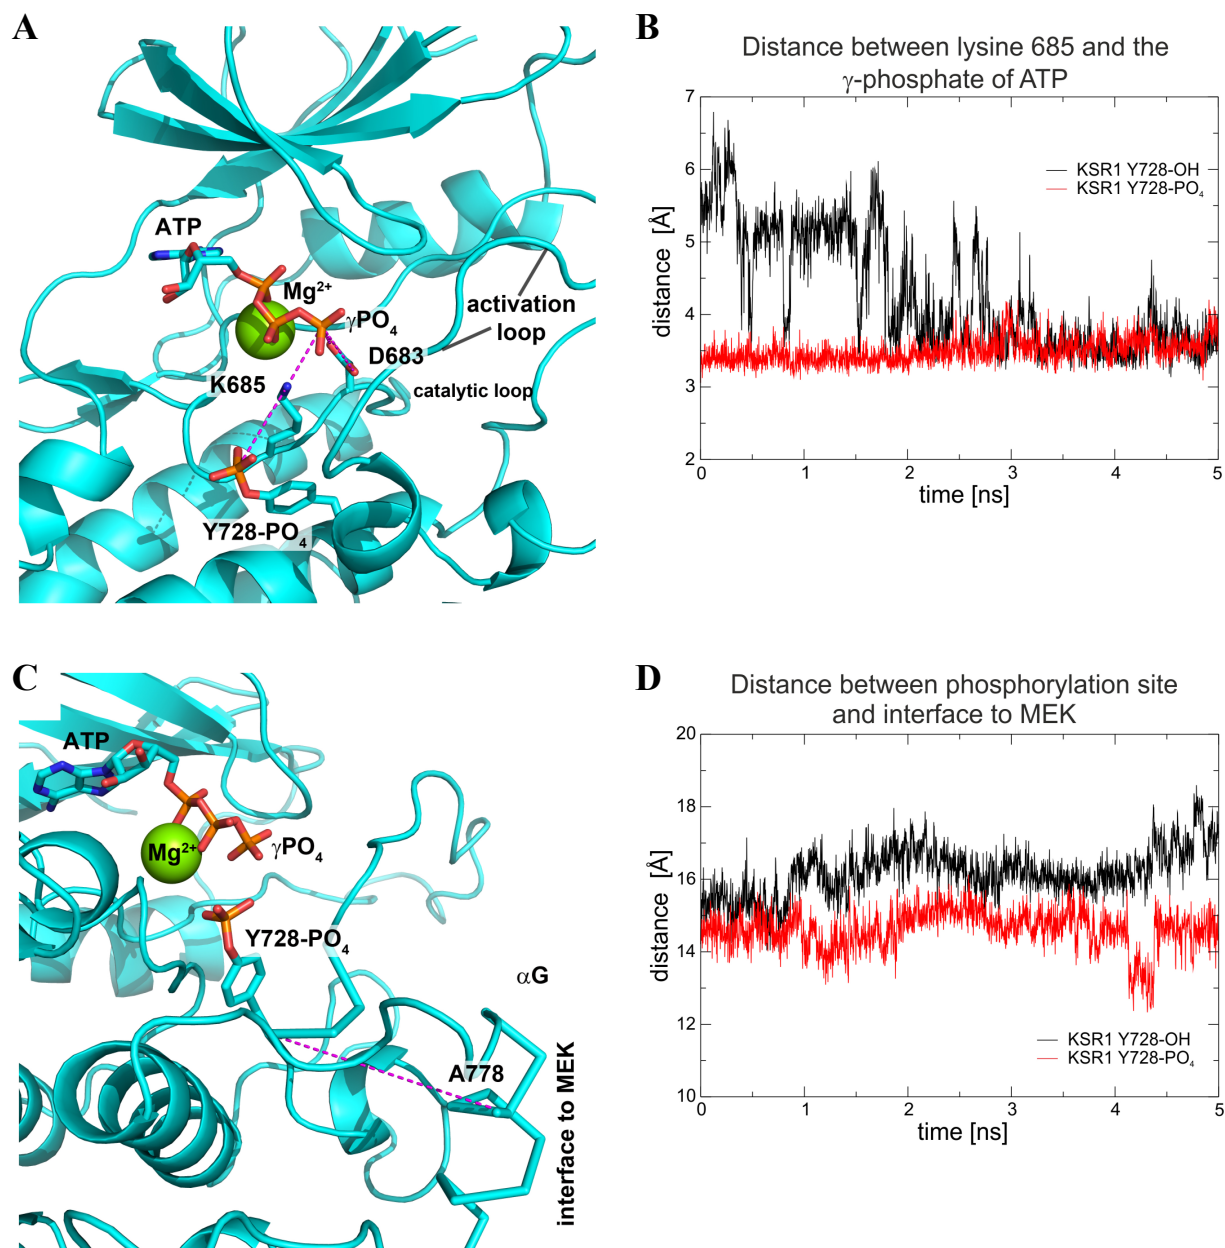 A
ATP
Mg2+
γPO4
activation
loop
D683
K685
catalytic loop
Y728-PO4
B
Distance between lysine 685 and the
γ-phosphate of ATP
7
6
5
4
3
2
distance [Å]
KSR1 Y728-OH
KSR1 Y728-PO4
0 1 2 3 4 5
time [ns]
C
ATP
Mg2+
γPO4
Y728-PO4
αG
A778
interface to MEK
D
Distance between phosphorylation site
and interface to MEK
20
18
16
14
12
10
distance [Å]
KSR1 Y728-OH
KSR1 Y728-PO4
0 1 2 3 4 5
time [ns]